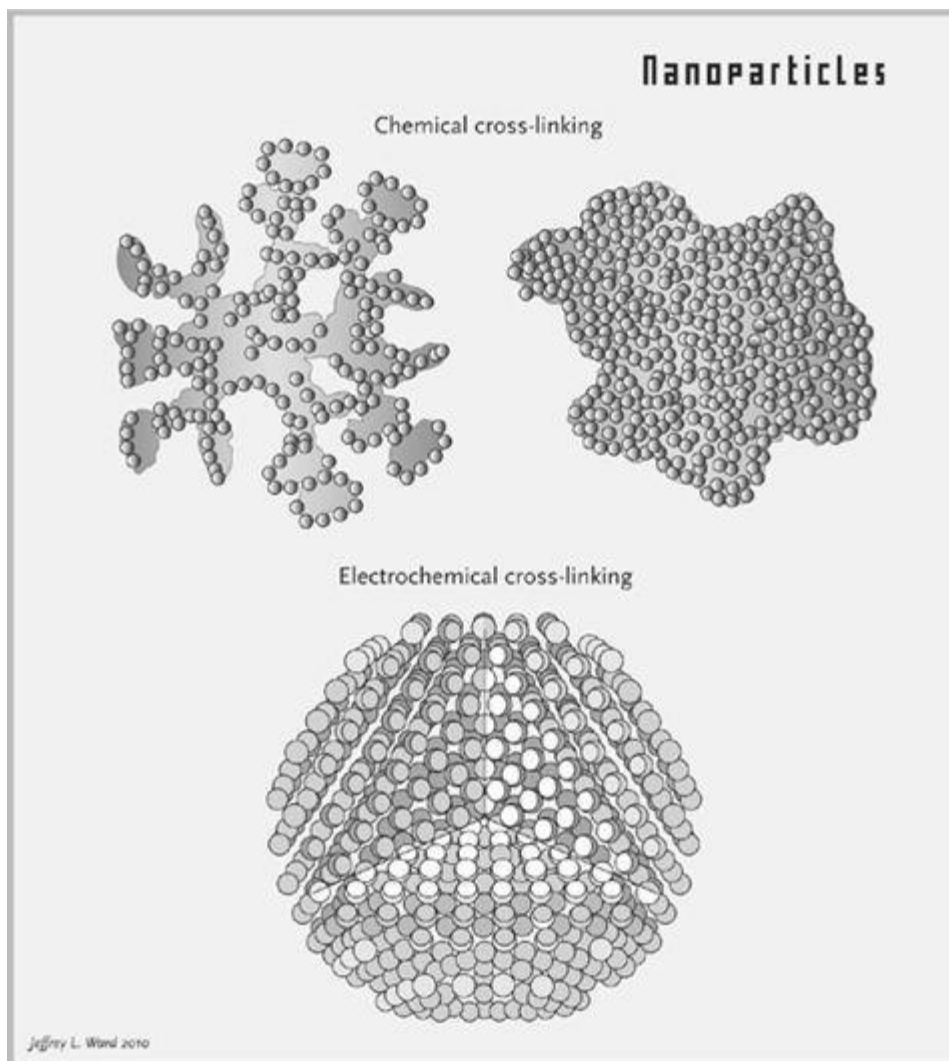 Nanoparticles
Chemical cross-linking
Electrochemical cross-linking
Jeffrey L. Ward 2010